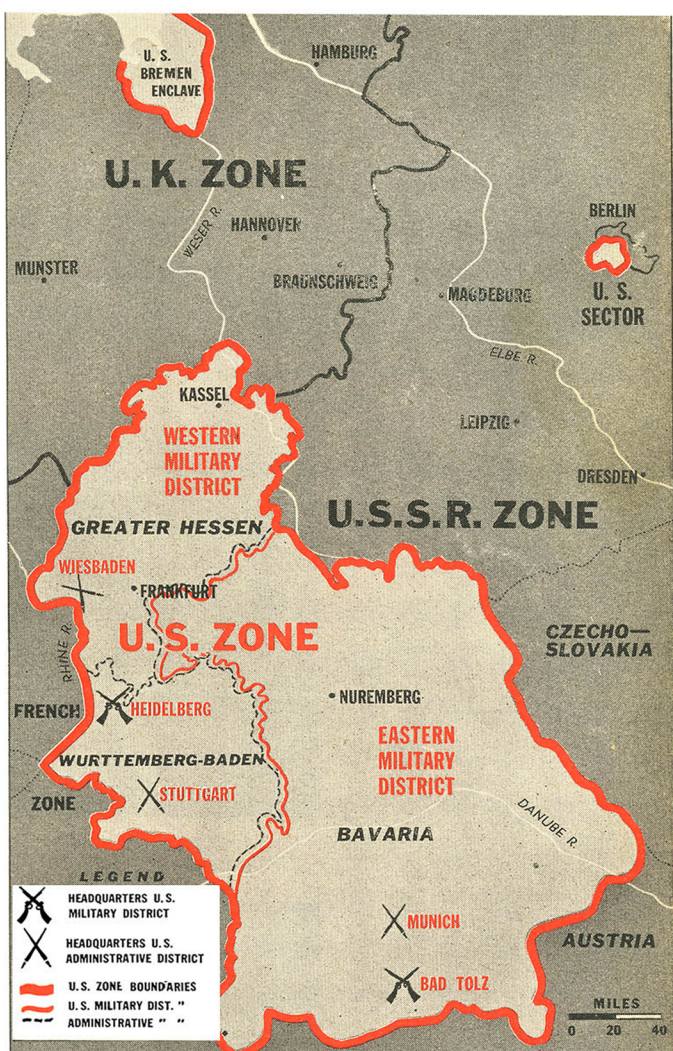 U. S.
BREMEN
ENCLAVE
HAMBURG
U. K. ZONE
WESER R.
HANNOVER
BERLIN
MUNSTER
BRAUNSCHWEIG
MAGDEBURG
U. S.
SECTOR
ELBE R.
KASSEL
LEIPZIG
WESTERN
MILITARY
DISTRICT
DRESDEN
U.S.S.R. ZONE
GREATER HESSEN
WIESBADEN
FRANKFURT
U. S. ZONE
RHINE R.
CZECHO—
SLOVAKIA
FRENCH
HEIDELBERG
NUREMBERG
EASTERN
MILITARY
DISTRICT
WURTTEMBERG-BADEN
STUTTGART
ZONE
DANUBE R.
BAVARIA
LEGEND
HEADQUARTERS U.S.
MILITARY DISTRICT
HEADQUARTERS U.S.
ADMINISTRATIVE DISTRICT
U.S. ZONE BOUNDARIES
U.S. MILITARY DIST. "
ADMINISTRATIVE " "
MUNICH
AUSTRIA
BAD TOLZ
MILES
0 20 40